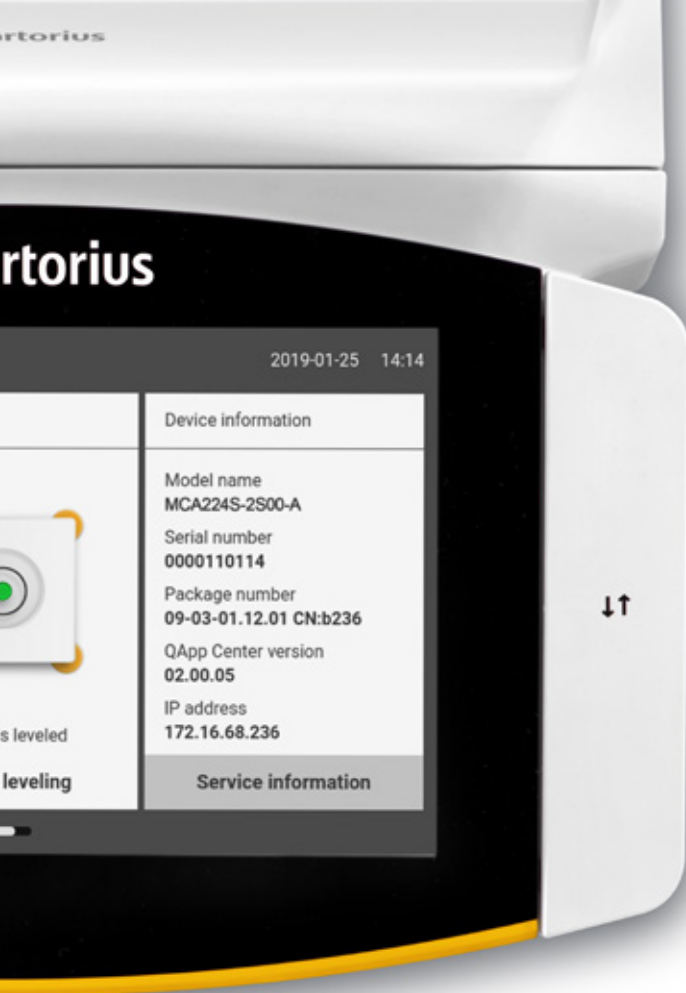 artorius
rtorius
2019-01-25 14:14
Device information
Model name
MCA224S-2S00-A
Serial number
0000110114
Package number
09-03-01.12.01 CN:b236
QApp Center version
02.00.05
IP address
172.16.68.236
s leveled
leveling
Service information
↓↑